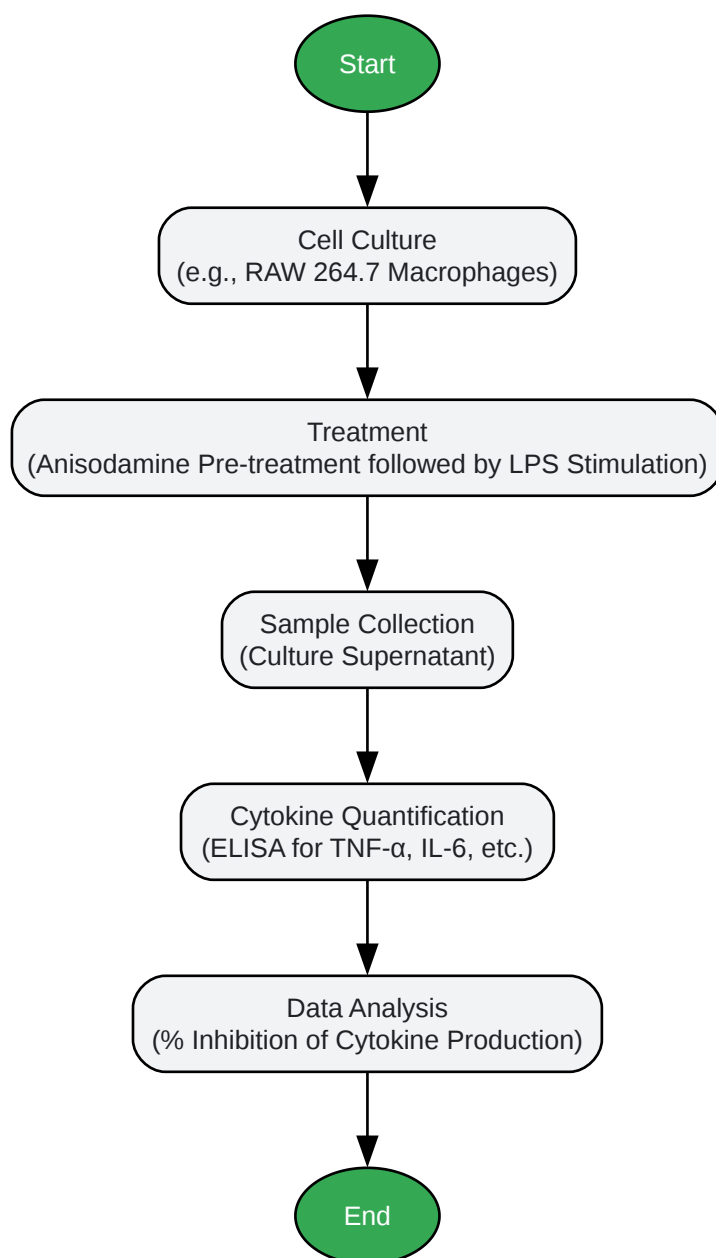 Start
Cell Culture
(e.g., RAW 264.7 Macrophages)
Treatment
(Anisodamine Pre-treatment followed by LPS Stimulation)
Sample Collection
(Culture Supernatant)
Cytokine Quantification
(ELISA for TNF-α, IL-6, etc.)
Data Analysis
(% Inhibition of Cytokine Production)
End